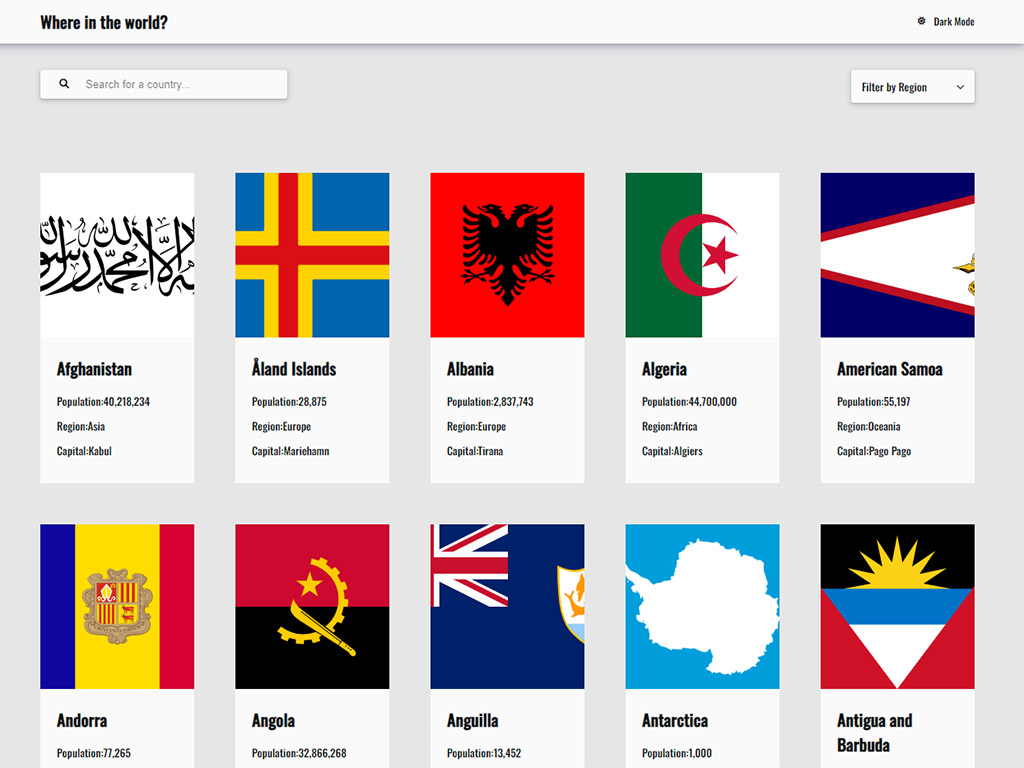 Where in the world?
Dark Mode
Search for a country...
Filter by Region
Afghanistan
Population:40,218,234
Region:Asia
Capital:Kabul
Åland Islands
Population:28,875
Region:Europe
Capital:Mariehamn
Albania
Population:2,837,743
Region:Europe
Capital:Tirana
Algeria
Population:44,700,000
Region:Africa
Capital:Algiers
American Samoa
Population:55,197
Region:Oceania
Capital:Pago Pago
Andorra
Population:77,265
Angola
Population:32,866,268
Anguilla
Population:13,452
Antarctica
Population:1,000
Antigua and
Barbuda